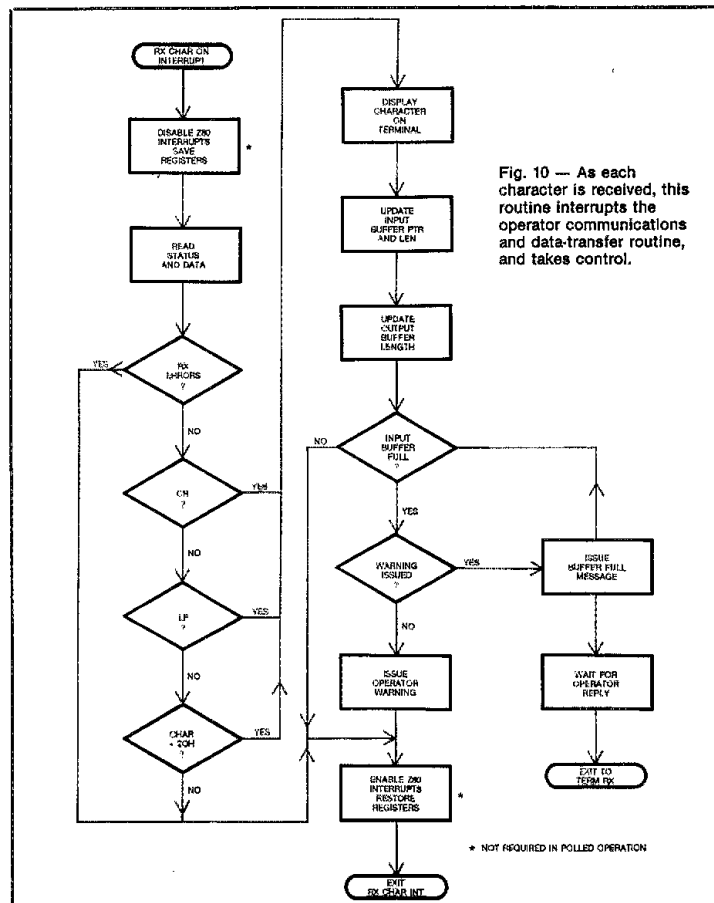 RX CHAR ON
INTERRUPT
DISABLE Z80
INTERRUPTS
SAVE
REGISTERS
*
READ
STATUS
AND DATA
YES
RX
ERRORS
?
NO
CR
?
YES
NO
LF
?
YES
NO
CHAR
20H
?
YES
NO
DISPLAY
CHARACTER
ON
TERMINAL
UPDATE
INPUT
BUFFER PTR
AND LEN
UPDATE
OUTPUT
BUFFER
LENGTH
NO
INPUT
BUFFER
FULL
?
YES
WARNING
ISSUED
?
YES
NO
ISSUE
OPERATOR
WARNING
ENABLE Z80
INTERRUPTS
RESTORE
REGISTERS
*
EXIT
RX CHAR INT.
ISSUE
BUFFER FULL
MESSAGE
WAIT FOR
OPERATOR
REPLY
EXIT TO
TERM RX
* NOT REQUIRED IN POLLED OPERATION
Fig. 10 — As each
character is received, this
routine interrupts the
operator communications
and data-transfer routine,
and takes control.